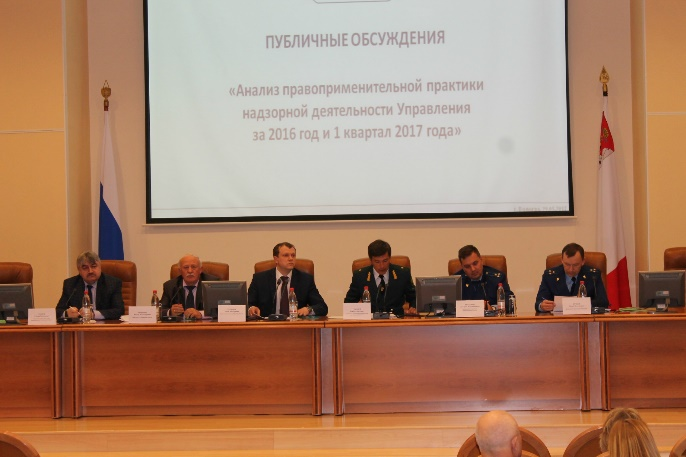 ПУБЛИЧНЫЕ ОБСУЖДЕНИЯ
«Анализ правоприменительной практики
надзорной деятельности Управления
за 2016 год и 1 квартал 2017 года»